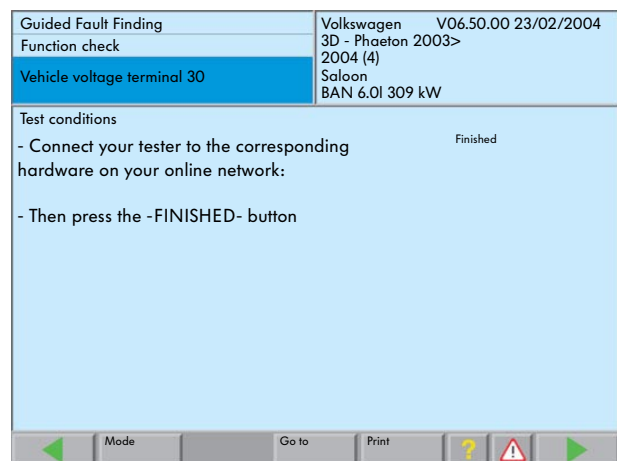 Guided Fault Finding
Function check
Vehicle voltage terminal 30
Volkswagen V06.50.00 23/02/2004
3D - Phaeton 2003>
2004 (4)
Saloon
BAN 6.0l 309 kW
Test conditions
- Connect your tester to the corresponding
hardware on your online network:
Finished
- Then press the -FINISHED- button
Mode
Go to
Print
?
!